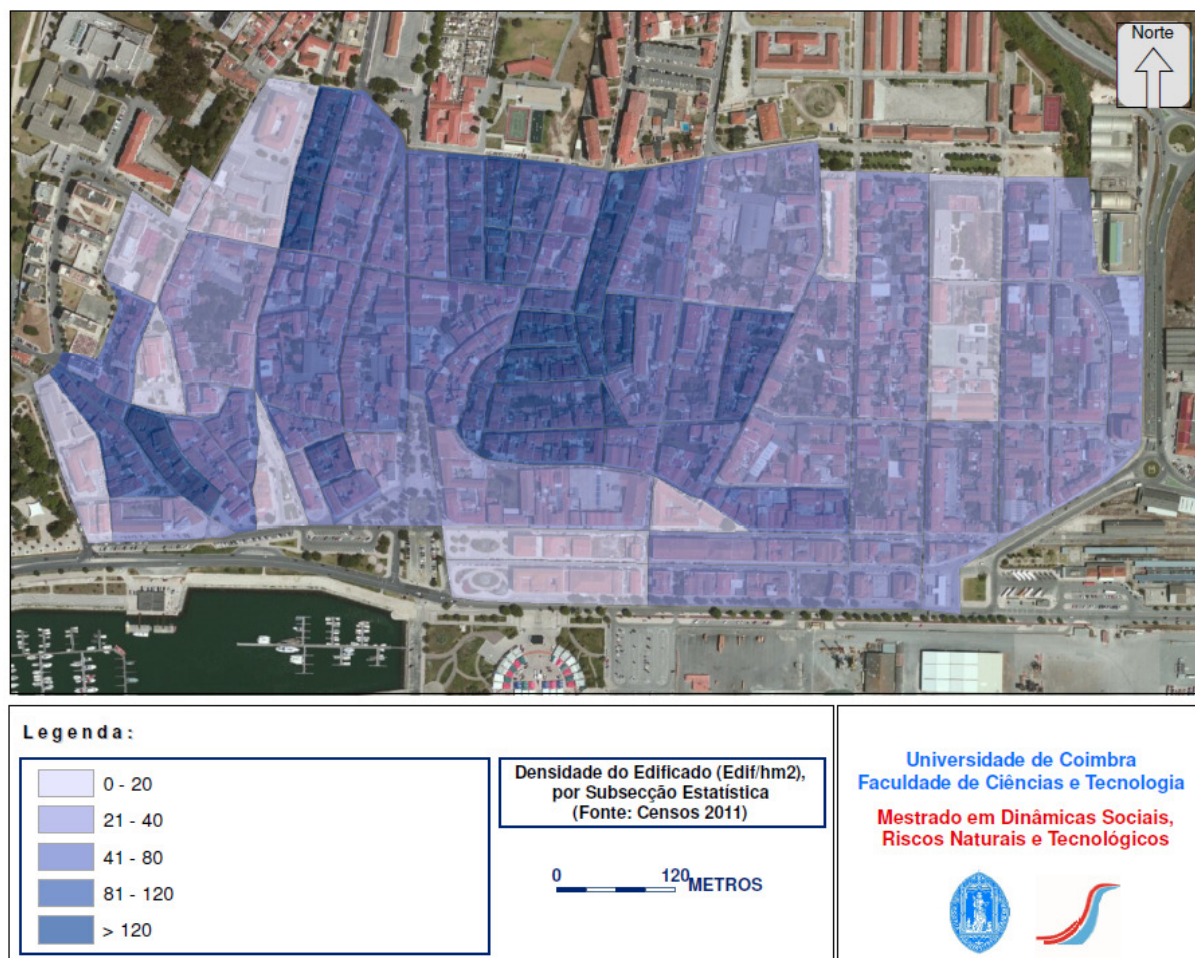 Norte
Legenda:
0 - 20
21 - 40
41 - 80
81 - 120
> 120
Densidade do Edificado (Edif/hm2),
por Subsecção Estatística
(Fonte: Censos 2011)
0 120
METROS
Universidade de Coimbra
Faculdade de Ciências e Tecnologia
Mestrado em Dinâmicas Sociais,
Riscos Naturais e Tecnológicos